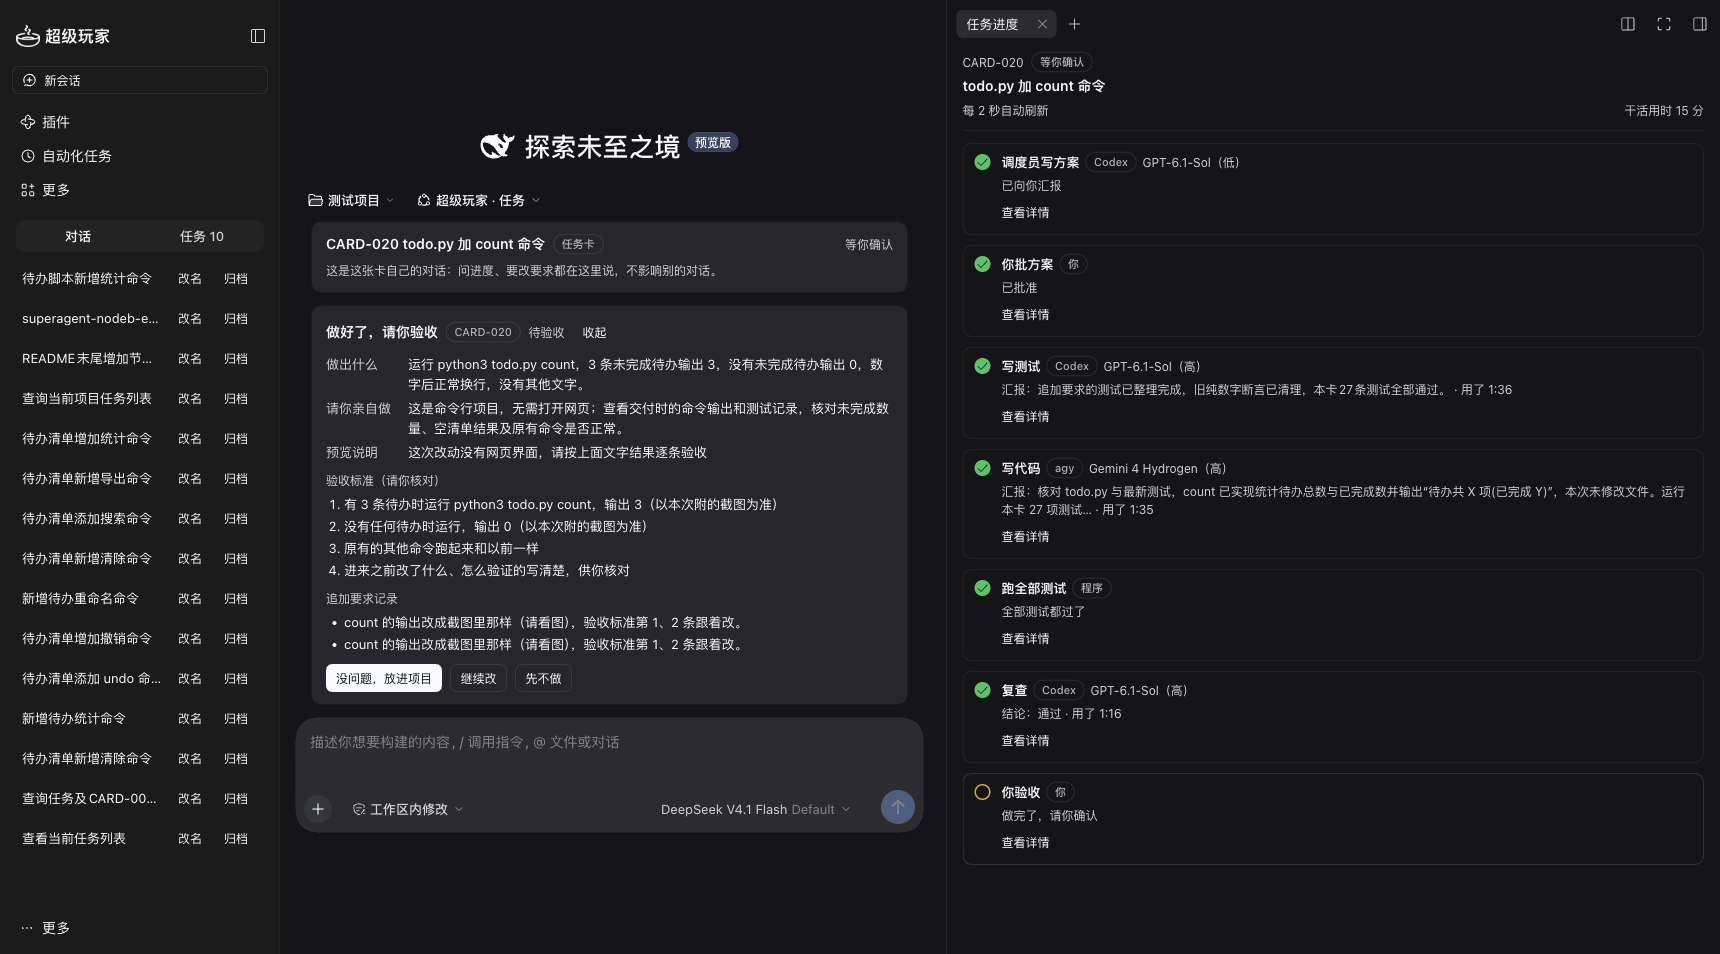 超级玩家
新会话
插件
自动化任务
更多
对话 任务 10
待办脚本新增统计命令 改名 归档
superagent-nodeb-e... 改名 归档
README 末尾增加节... 改名 归档
查询当前项目任务列表 改名 归档
待办清单增加统计命令 改名 归档
待办清单新增导出命令 改名 归档
待办清单添加搜索命令 改名 归档
待办清单新增清除命令 改名 归档
新增待办重命名命令 改名 归档
待办清单增加撤销命令 改名 归档
待办清单添加 undo 命... 改名 归档
新增待办统计命令 改名 归档
待办清单新增清除命令 改名 归档
查询任务及 CARD-00... 改名 归档
查看当前任务列表 改名 归档
··· 更多
探索未至之境 预览版
测试项目 超级玩家 · 任务
CARD-020 todo.py 加 count 命令 任务卡 等你确认
这是这张卡自己的对话：问进度、要改要求都在这里说，不影响别的对话。
做好了，请你验收 CARD-020 待验收 收起
做出什么 运行 python3 todo.py count，3 条未完成待办输出 3，没有未完成待办输出 0，数
字后正常换行，没有其他文字。
请你亲自做 这是命令行项目，无需打开网页；查看交付时的命令输出和测试记录，核对未完成数
量、空清单结果及原有命令是否正常。
预览说明 这次改动没有网页界面，请按上面文字结果逐条验收
验收标准（请你核对）
1. 有 3 条待办时运行 python3 todo.py count，输出 3（以本次附的截图为准）
2. 没有任何待办时运行，输出 0（以本次附的截图为准）
3. 原有的其他命令跑起来和以前一样
4. 进来之前改了什么、怎么验证的写清楚，供你核对
追加要求记录
• count 的输出改成截图里那样（请看图），验收标准第 1、2 条跟着改。
• count 的输出改成截图里那样（请看图），验收标准第 1、2 条跟着改。
没问题，放进项目 继续改 先不做
描述你想要构建的内容, / 调用指令, @ 文件或对话
工作区内修改 DeepSeek V4.1 Flash Default
任务进度
CARD-020 等你确认
todo.py 加 count 命令
每 2 秒自动刷新 干活用时 15 分
调度员写方案 Codex GPT-6.1-Sol（低）
已向你汇报
查看详情
你批方案 你
已批准
查看详情
写测试 Codex GPT-6.1-Sol（高）
汇报：追加要求的测试已整理完成，旧纯数字断言已清理，本卡 27 条测试全部通过。 · 用了 1:36
查看详情
写代码 agy Gemini 4 Hydrogen（高）
汇报：核对 todo.py 与最新测试，count 已实现统计待办总数与已完成数并输出“待办共 X 项(已完成 Y)”，本次未修改文件。运行
本卡 27 项测试... · 用了 1:35
查看详情
跑全部测试 程序
全部测试都过了
查看详情
复查 Codex GPT-6.1-Sol（高）
结论：通过 · 用了 1:16
查看详情
你验收 你
做完了，请你确认
查看详情